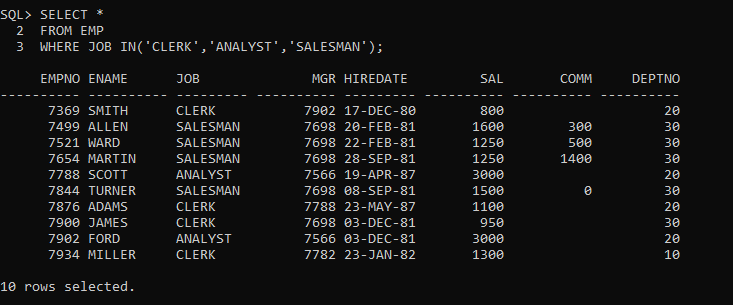 SQL> SELECT *
  2  FROM EMP
  3  WHERE JOB IN('CLERK','ANALYST','SALESMAN');
     EMPNO ENAME      JOB              MGR HIREDATE         SAL       COMM     DEPTNO
---------- ---------- --------- ---------- --------- ---------- ---------- ----------
      7369 SMITH      CLERK           7902 17-DEC-80        800                    20
      7499 ALLEN      SALESMAN        7698 20-FEB-81       1600        300         30
      7521 WARD       SALESMAN        7698 22-FEB-81       1250        500         30
      7654 MARTIN     SALESMAN        7698 28-SEP-81       1250       1400         30
      7788 SCOTT      ANALYST         7566 19-APR-87       3000                    20
      7844 TURNER     SALESMAN        7698 08-SEP-81       1500          0         30
      7876 ADAMS      CLERK           7788 23-MAY-87       1100                    20
      7900 JAMES      CLERK           7698 03-DEC-81        950                    30
      7902 FORD       ANALYST         7566 03-DEC-81       3000                    20
      7934 MILLER     CLERK           7782 23-JAN-82       1300                    10
10 rows selected.